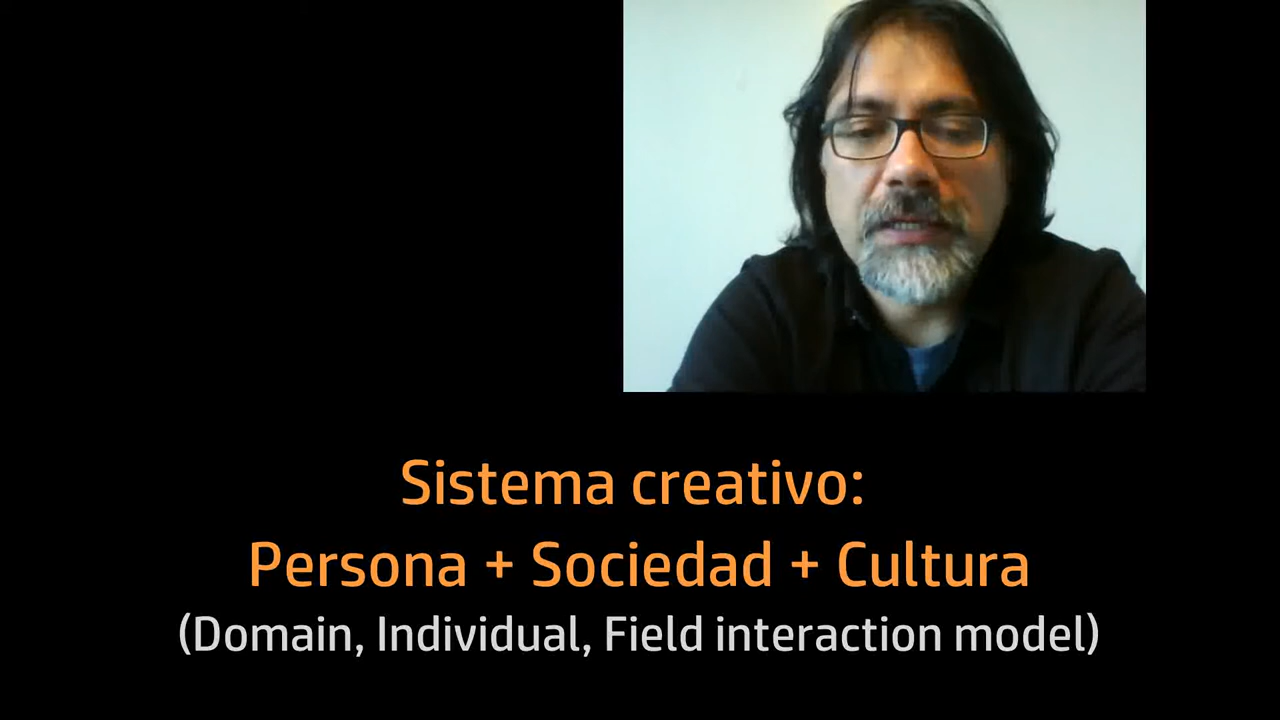 Sistema creativo:
Persona + Sociedad + Cultura
(Domain, Individual, Field interaction model)